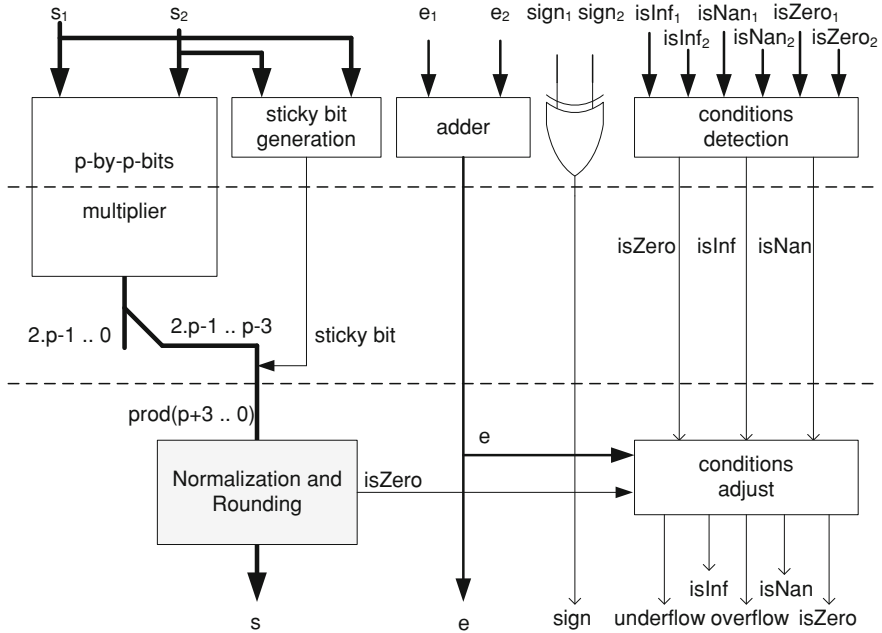 s₁ s₂ e₁ e₂ sign₁ sign₂ isInf₁ isNan₁ isZero₁
isInf₂ isNan₂ isZero₂
p-by-p-bits
multiplier
sticky bit
generation
adder
conditions
detection
isZero isInf isNan
2.p-1 .. 0
2.p-1 .. p-3
sticky bit
prod(p+3 .. 0)
e
Normalization and
Rounding
isZero
conditions
adjust
isInf isNan
s e sign underflow overflow isZero